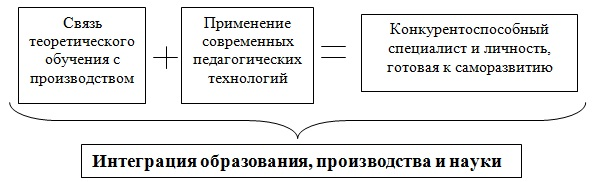 Связь
теоретического
обучения с
производством
+
Применение
современных
педагогических
технологий
=
Конкурентоспособный
специалист и личность,
готовая к саморазвитию
Интеграция образования, производства и науки